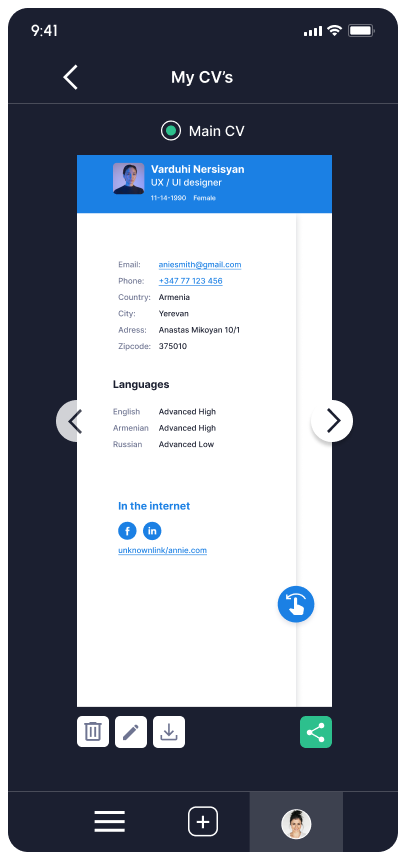 9:41
My CV's
Main CV
Varduhi Nersisyan
UX / UI designer
11-14-1990 Female
Email: aniesmith@gmail.com
Phone: +347 77 123 456
Country: Armenia
City: Yerevan
Adress: Anastas Mikoyan 10/1
Zipcode: 375010
Languages
English Advanced High
Armenian Advanced High
Russian Advanced Low
In the internet
f in
unknownlink/annie.com